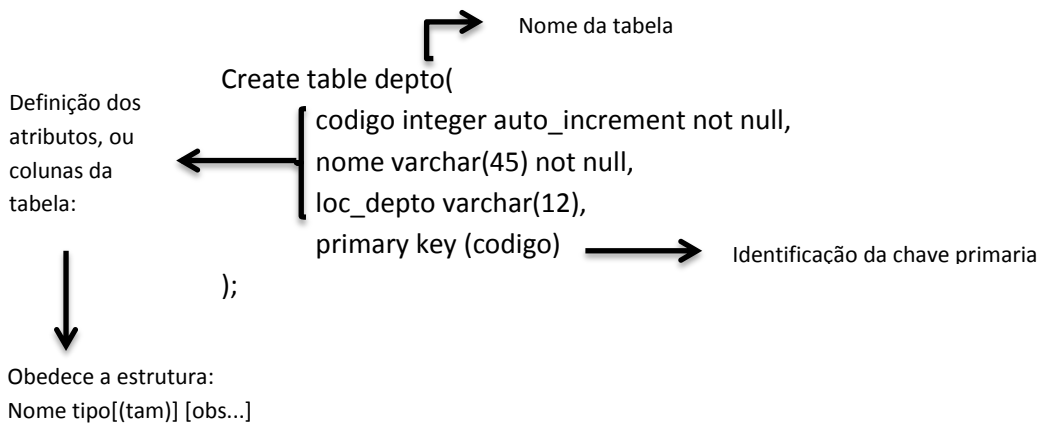 Nome da tabela
Create table depto(
Definição dos
atributos, ou
colunas da
tabela:
codigo integer auto_increment not null,
nome varchar(45) not null,
loc_depto varchar(12),
primary key (codigo)
Identificação da chave primaria
);
Obedece a estrutura:
Nome tipo[(tam)] [obs...]